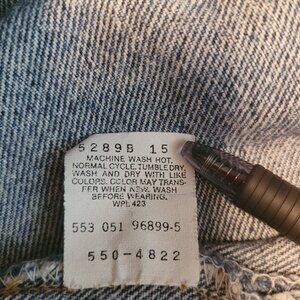 5289B 15
MACHINE WASH HOT.
NORMAL CYCLE. TUMBLE DRY.
WASH AND DRY WITH LIKE
COLORS. COLOR MAY TRANS-
FER WHEN NEW. WASH
BEFORE WEARING.
WPL 423
553 051 96899-5
550-4822